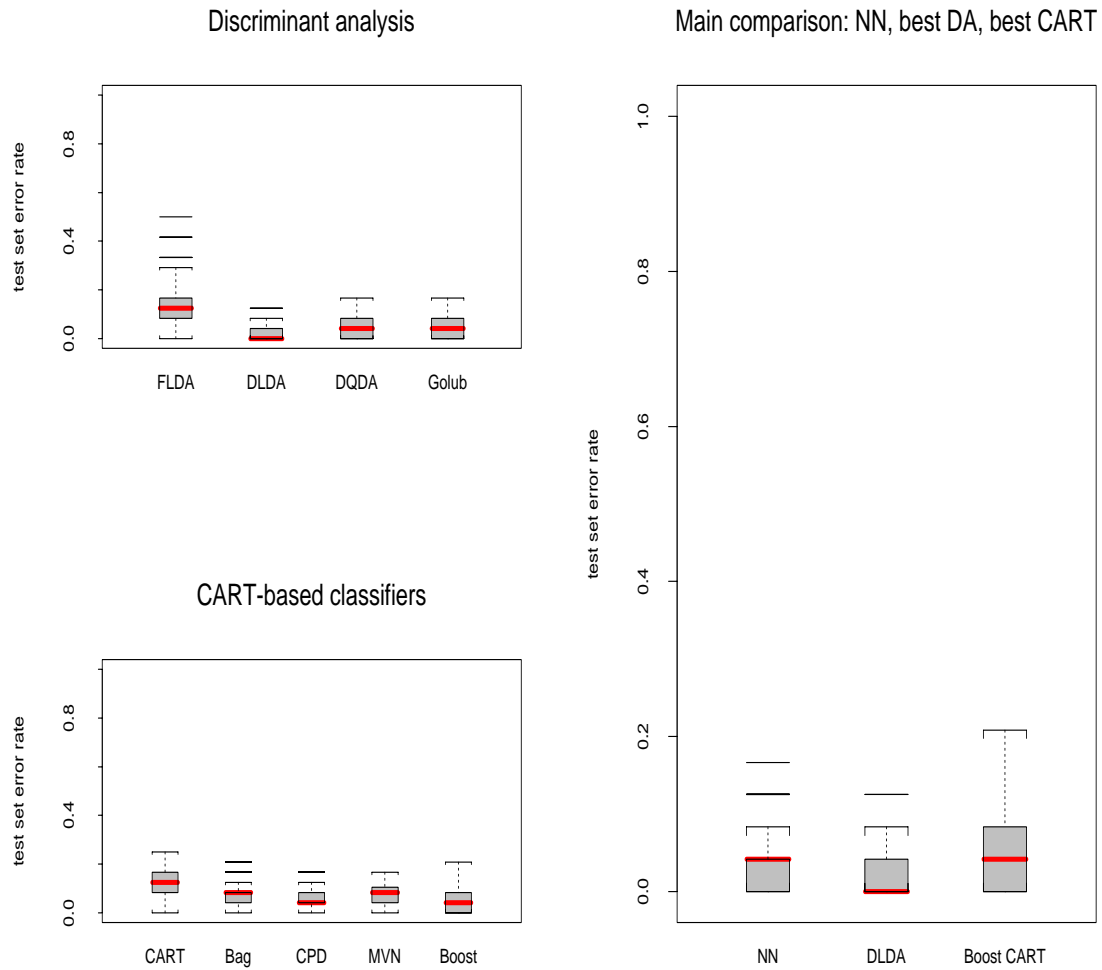 Discriminant analysis
test set error rate
0.0
0.4
0.8
FLDA
DLDA
DQDA
Golub
CART-based classifiers
test set error rate
0.0
0.4
0.8
CART
Bag
CPD
MVN
Boost
Main comparison: NN, best DA, best CART
test set error rate
0.0
0.2
0.4
0.6
0.8
1.0
NN
DLDA
Boost CART